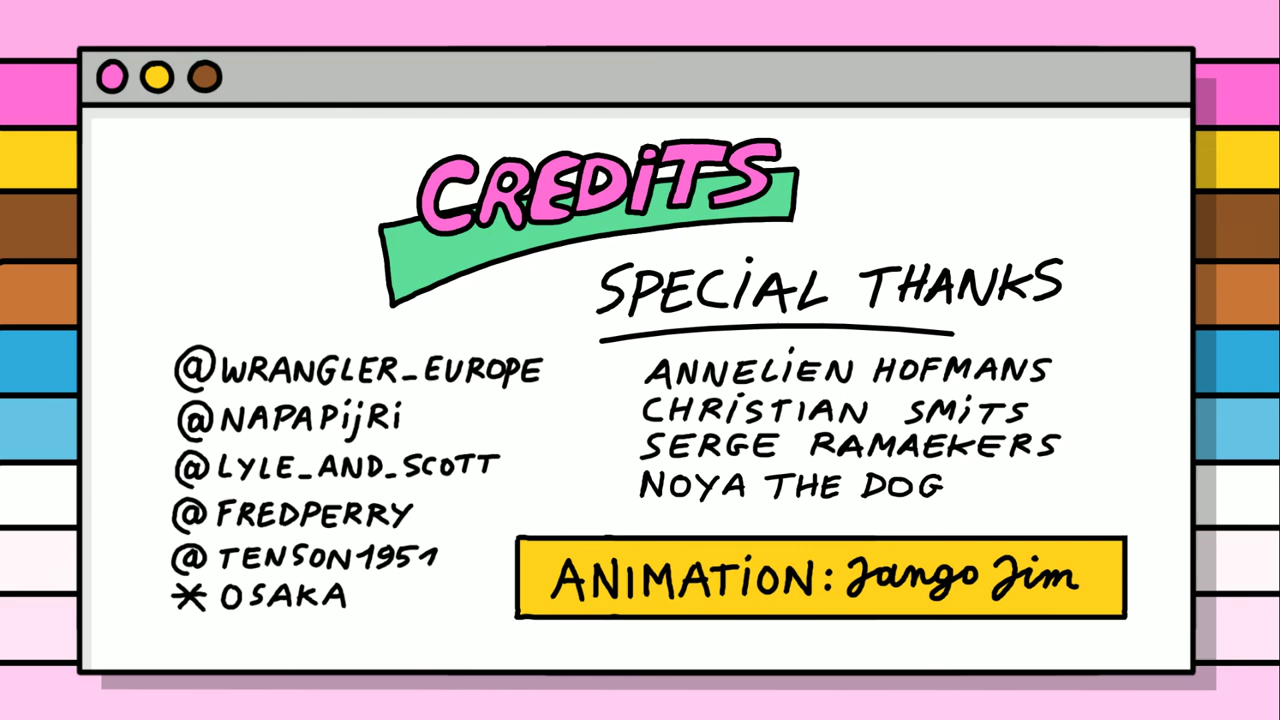 CREDiTS
SPECiAL THANKS
@WRANGLER_EUROPE
@NAPAPijRi
@LYLE_AND_SCOTT
@FREDPERRY
@TENSON1951
* OSAKA
ANNELiEN HOFMANS
CHRiSTIAN SMiTS
SERGE RAMAEKERS
NOYA THE DOG
ANIMATiON: Jango Jim